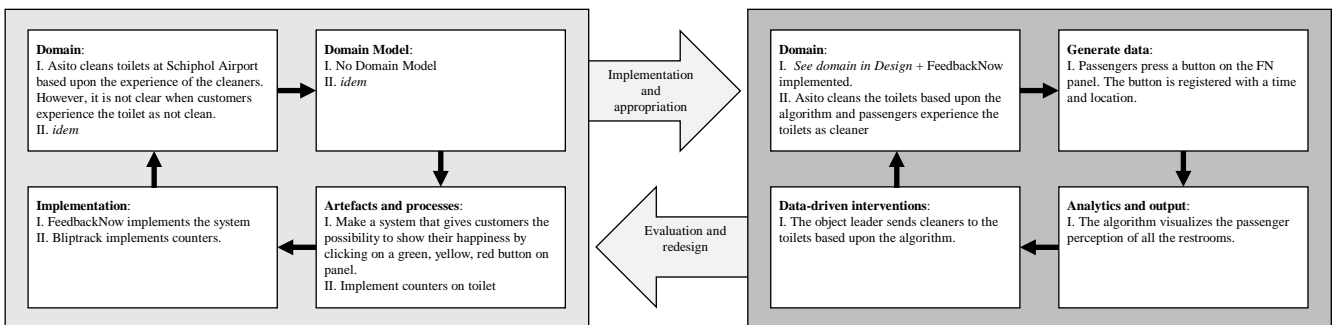 Domain:
I. Asito cleans toilets at Schiphol Airport
based upon the experience of the cleaners.
However, it is not clear when customers
experience the toilet as not clean.
II. idem
Domain Model:
I. No Domain Model
II. idem
Implementation:
I. FeedbackNow implements the system
II. Bliptrack implements counters.
Artefacts and processes:
I. Make a system that gives customers the
possibility to show their happiness by
clicking on a green, yellow, red button on
panel.
II. Implement counters on toilet
Implementation
and
appropriation
Evaluation and
redesign
Domain:
I. See domain in Design + FeedbackNow
implemented.
II. Asito cleans the toilets based upon the
algorithm and passengers experience the
toilets as cleaner
Generate data:
I. Passengers press a button on the FN
panel. The button is registered with a time
and location.
Data-driven interventions:
I. The object leader sends cleaners to the
toilets based upon the algorithm.
Analytics and output:
I. The algorithm visualizes the passenger
perception of all the restrooms.